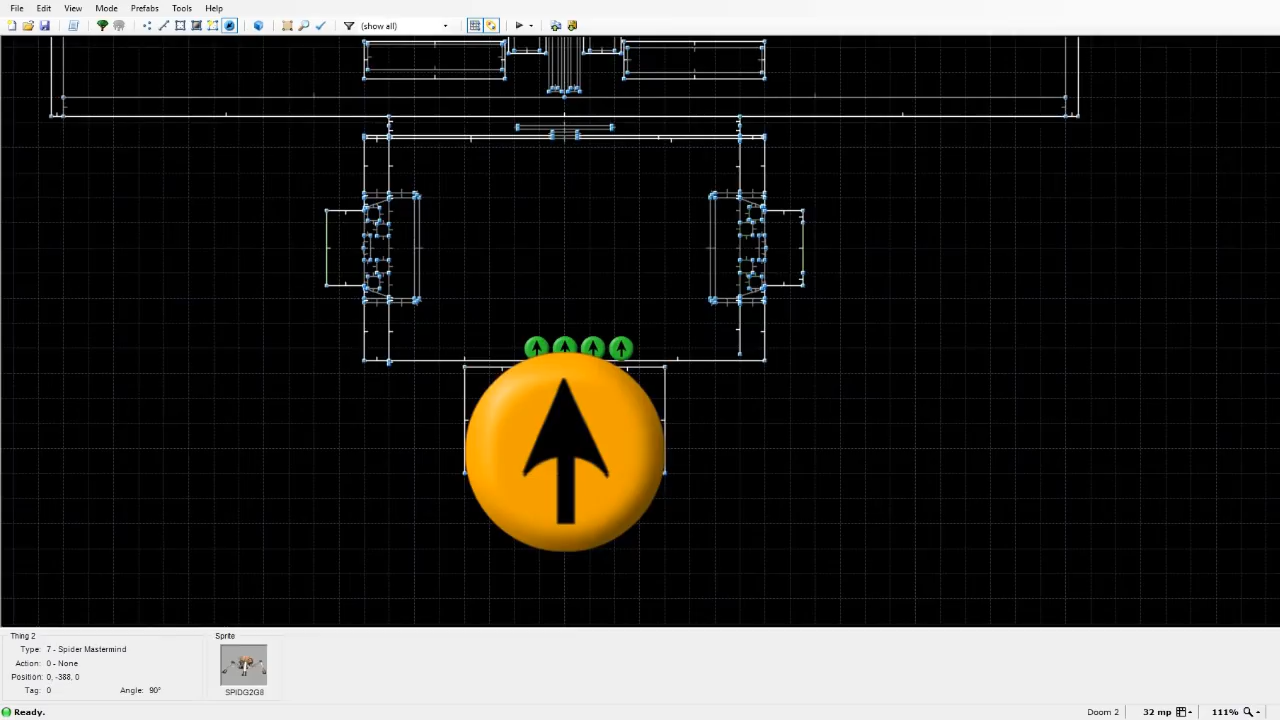 File Edit View Mode Prefabs Tools Help
(show all)
Thing 2
Type: 7 - Spider Mastermind
Action: 0 - None
Position: 0, -388, 0
Tag: 0 Angle: 90°
Sprite
SPIDG2G8
Ready.
Doom 2 32 mp 111%